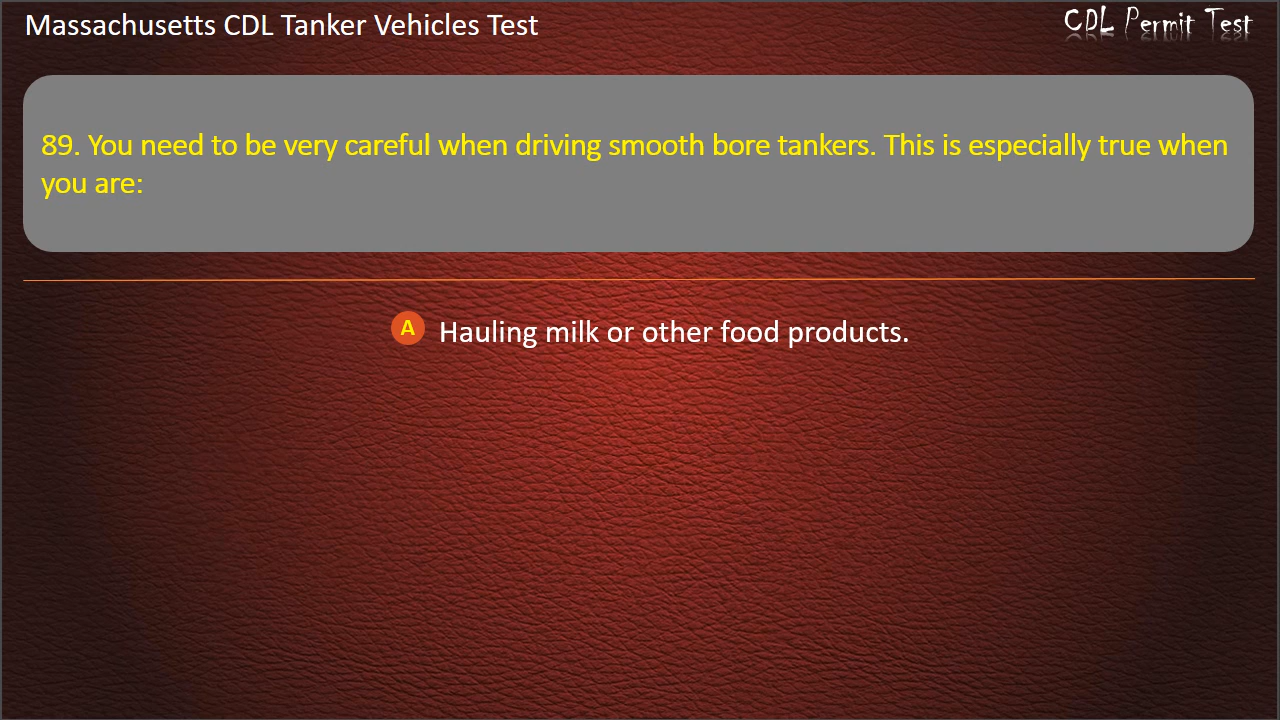 Massachusetts CDL Tanker Vehicles Test
CDL Permit Test
89. You need to be very careful when driving smooth bore tankers. This is especially true when
you are:
A Hauling milk or other food products.